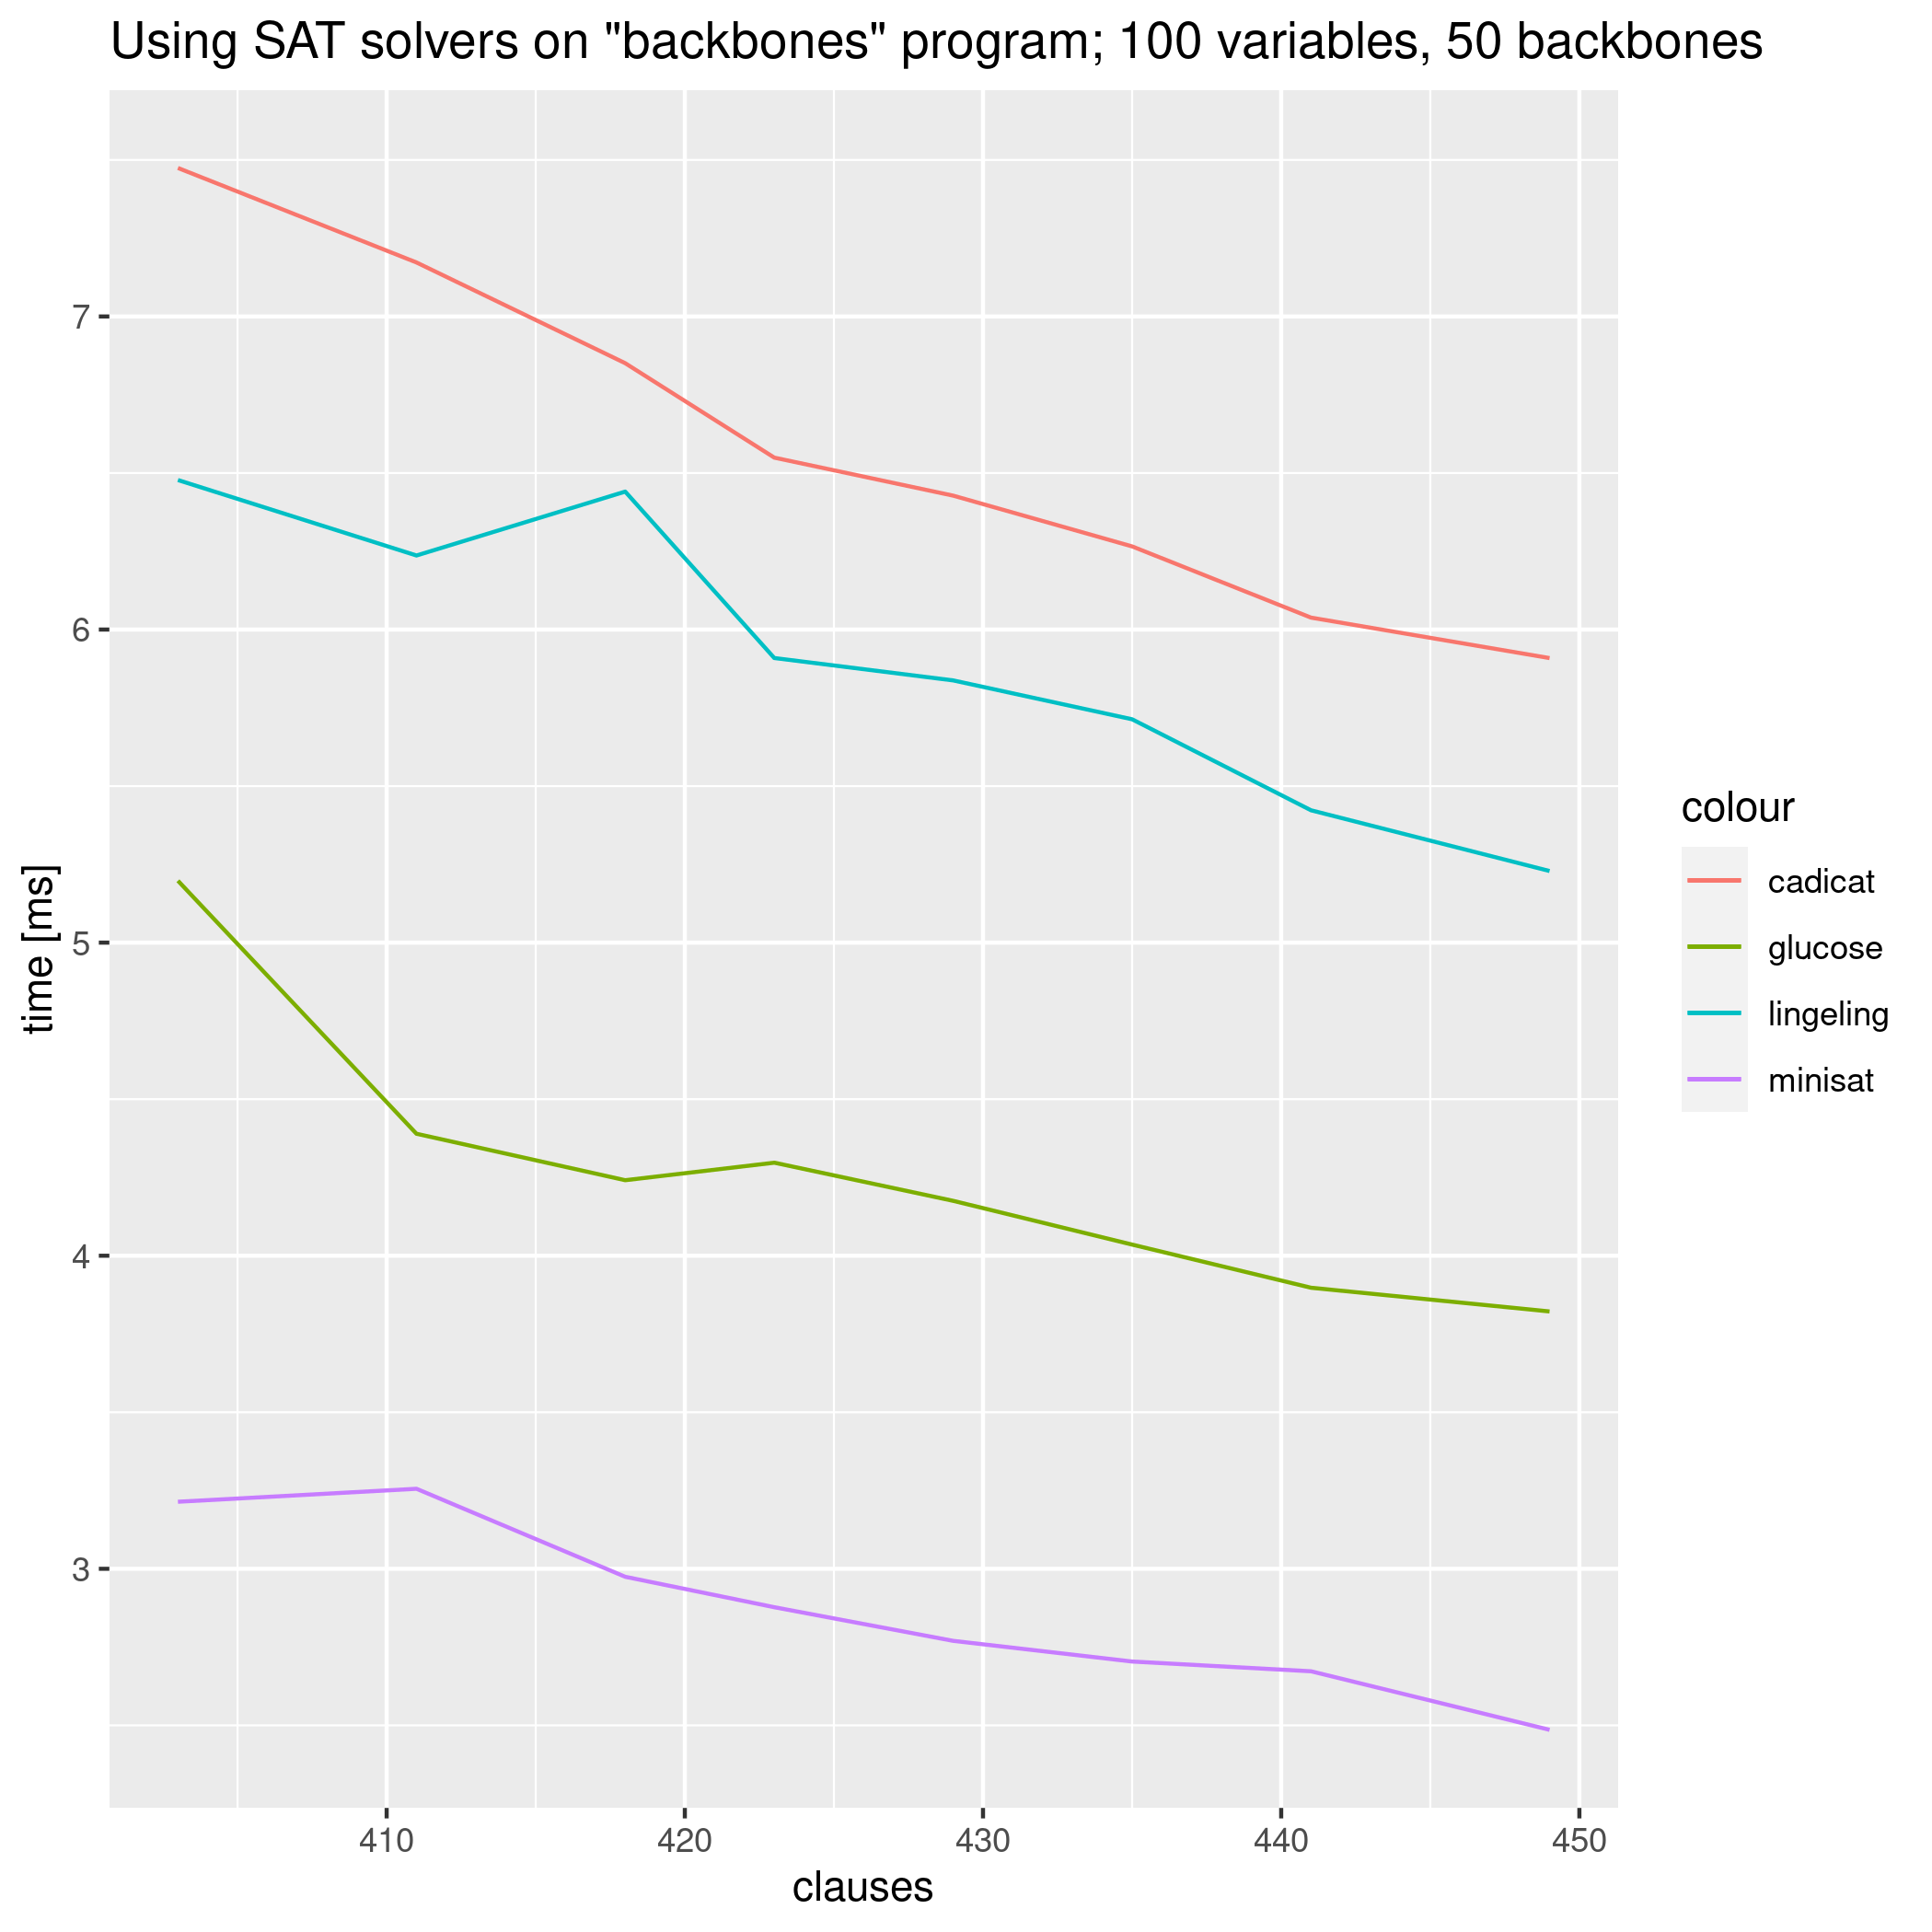 Using SAT solvers on "backbones" program; 100 variables, 50 backbones
7
6
5
4
3
time [ms]
410 420 430 440 450
clauses
colour
cadicat
glucose
lingeling
minisat